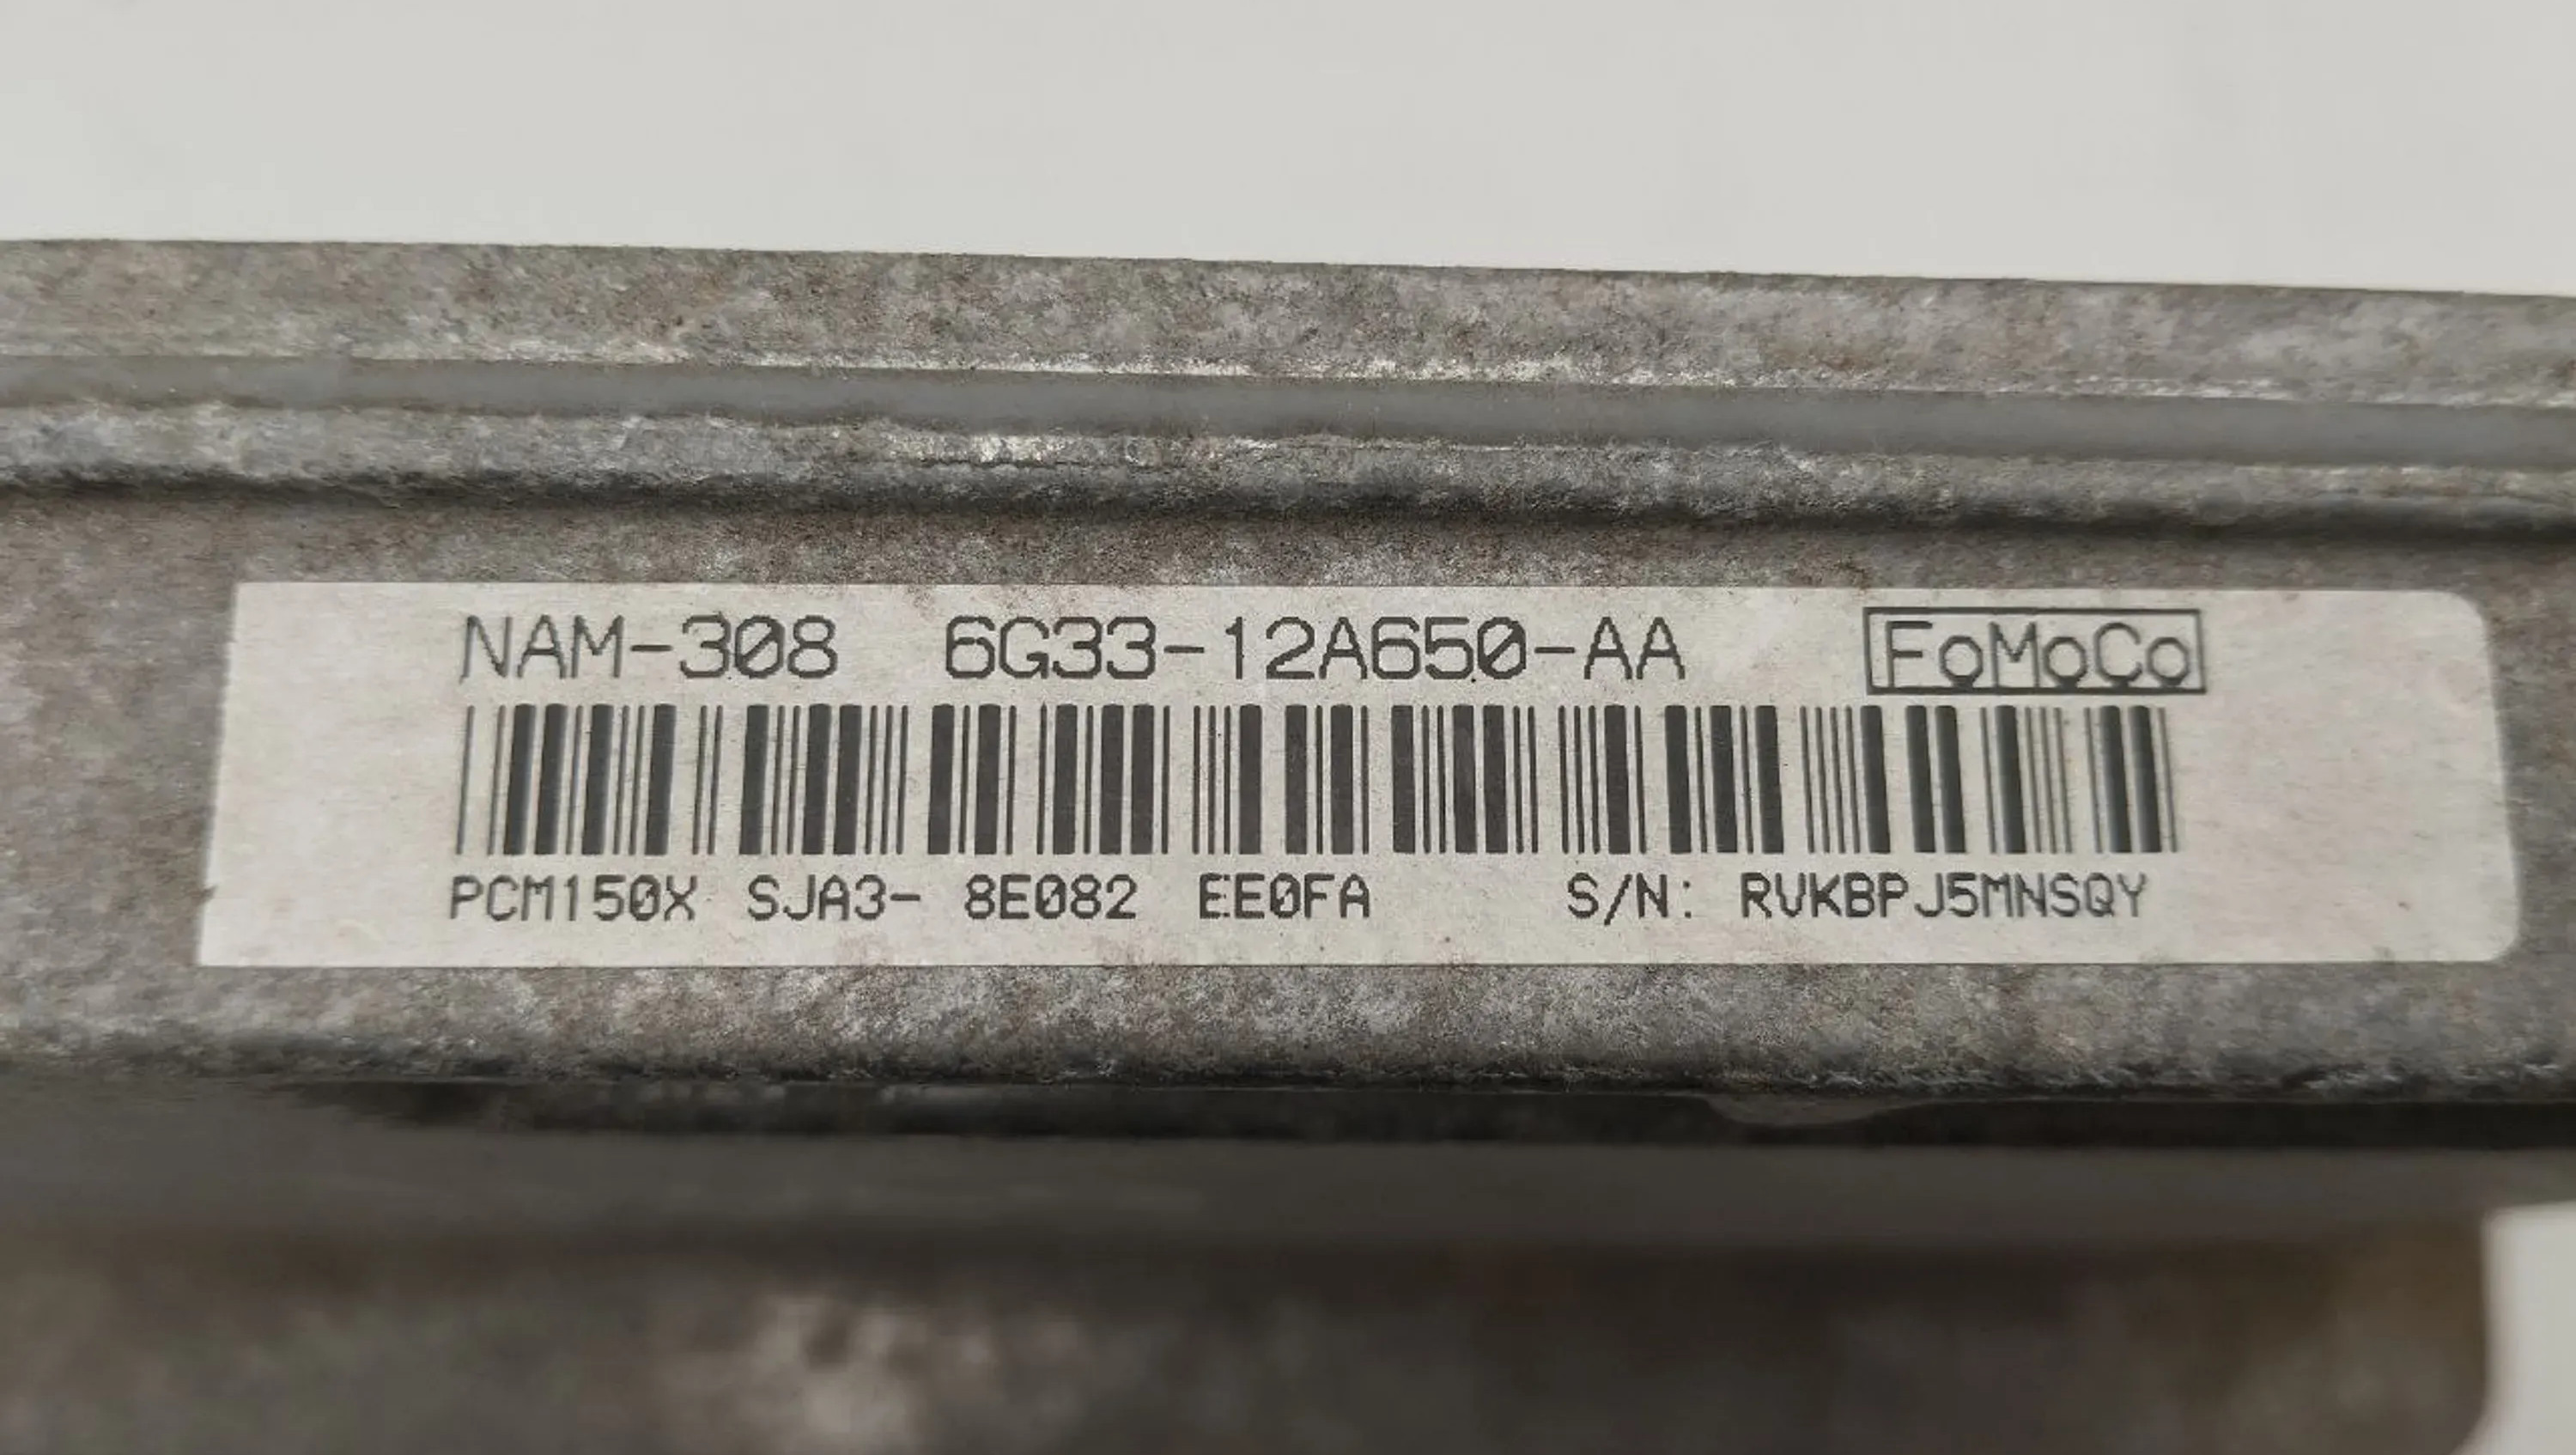 NAM-308 6G33-12A650-AA FoMoCo
PCM150X SJA3- 8E082 EE0FA S/N: RVKBPJ5MNSQY